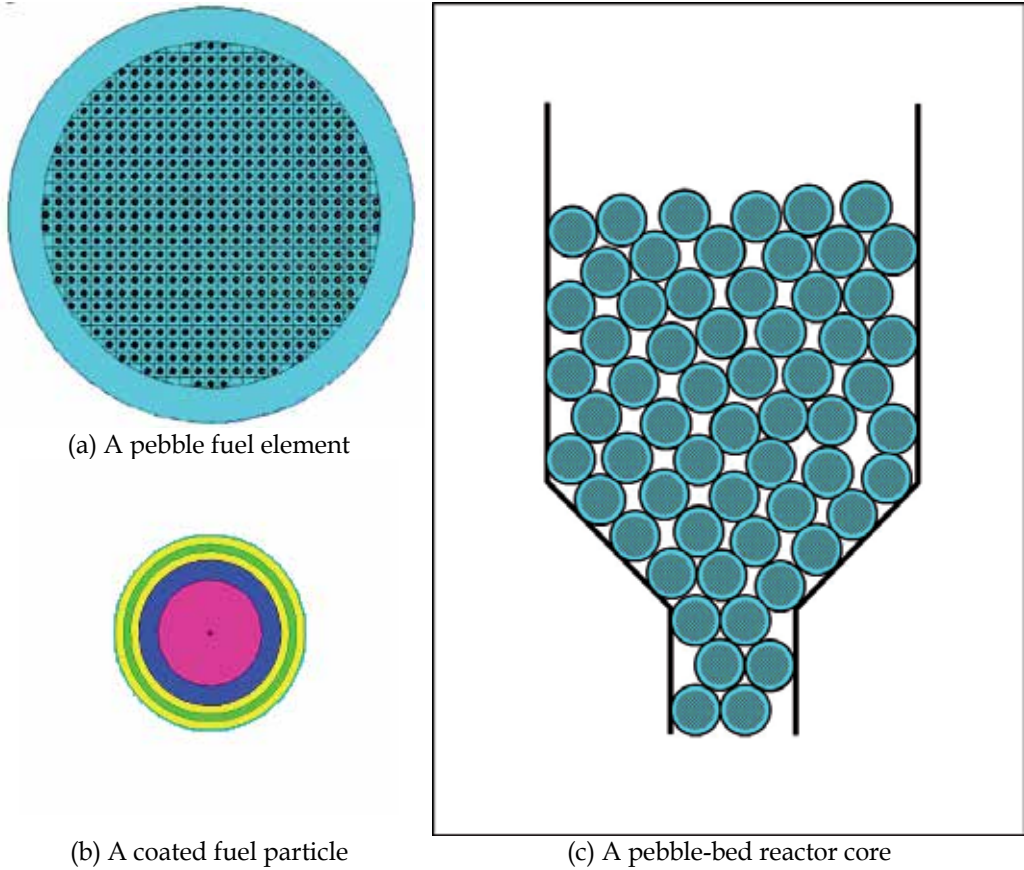 (a) A pebble fuel element
(b) A coated fuel particle
(c) A pebble-bed reactor core